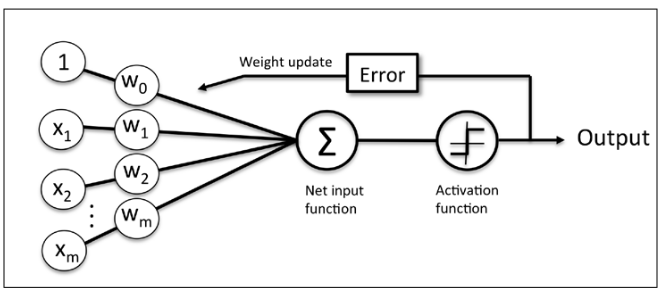 1
w0
Weight update
Error
x1
w1
Σ
Output
x2
w2
Net input
function
Activation
function
⋮
wm
xm